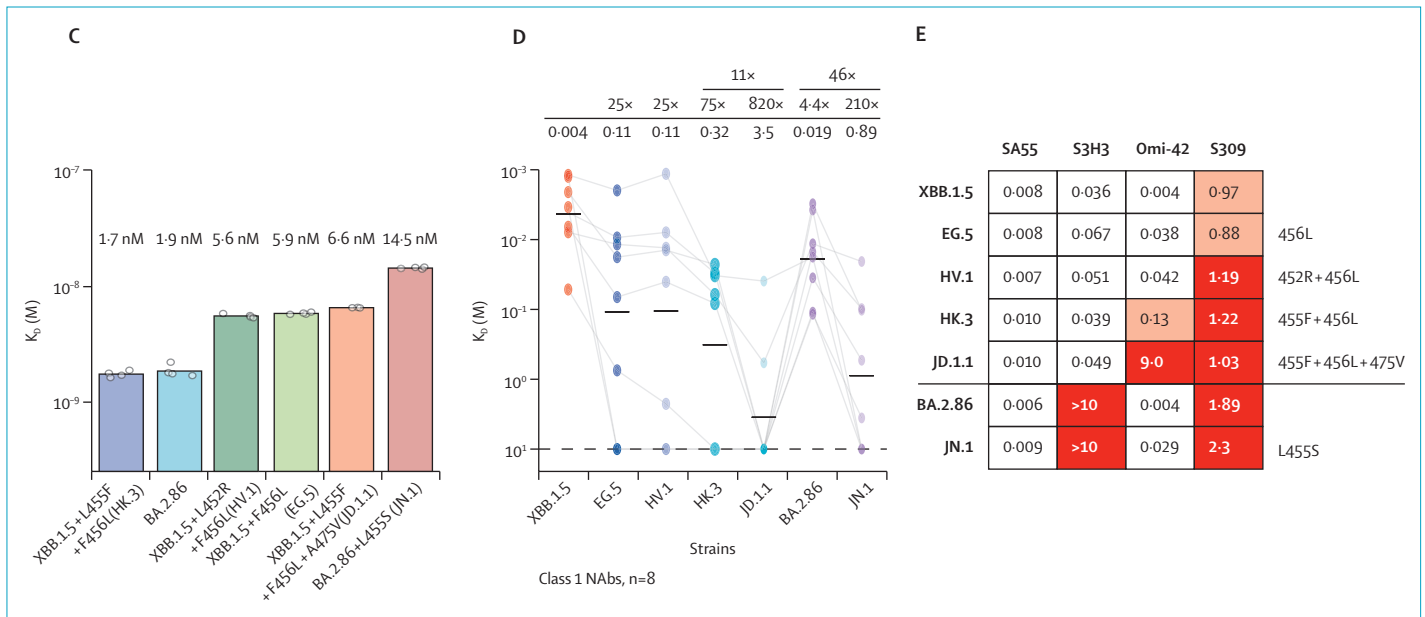 C
10⁻⁷
10⁻⁸
10⁻⁹
K_D (M)
1·7 nM
1·9 nM
5·6 nM
5·9 nM
6·6 nM
14·5 nM
XBB.1.5 + L455F
+F456L(HK.3)
BA.2.86
XBB.1.5 + L452R
+F456L(HV.1)
XBB.1.5 + F456L
(EG.5)
XBB.1.5 + L455F
+F456L + A475V(JD.1.1)
BA.2.86+L455S (JN.1)
D
11× 46×
25× 25× 75× 820× 4·4× 210×
0·004 0·11 0·11 0·32 3·5 0·019 0·89
10⁻³
10⁻²
10⁻¹
10⁰
10¹
K_D (M)
XBB.1.5
EG.5
HV.1
HK.3
JD.1.1
BA.2.86
JN.1
Strains
Class 1 NAbs, n=8
E
SA55 S3H3 Omi-42 S309
XBB.1.5 0·008 0·036 0·004 0·97
EG.5 0·008 0·067 0·038 0·88 456L
HV.1 0·007 0·051 0·042 1·19 452R+456L
HK.3 0·010 0·039 0·13 1·22 455F+456L
JD.1.1 0·010 0·049 9·0 1·03 455F+456L+475V
BA.2.86 0·006 >10 0·004 1·89
JN.1 0·009 >10 0·029 2·3 L455S